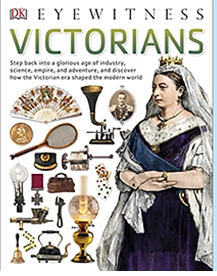 DK EYEWITNESS
VICTORIANS
Step back into a glorious age of industry,
science, empire, and adventure, and discover
how the Victorian era shaped the modern world